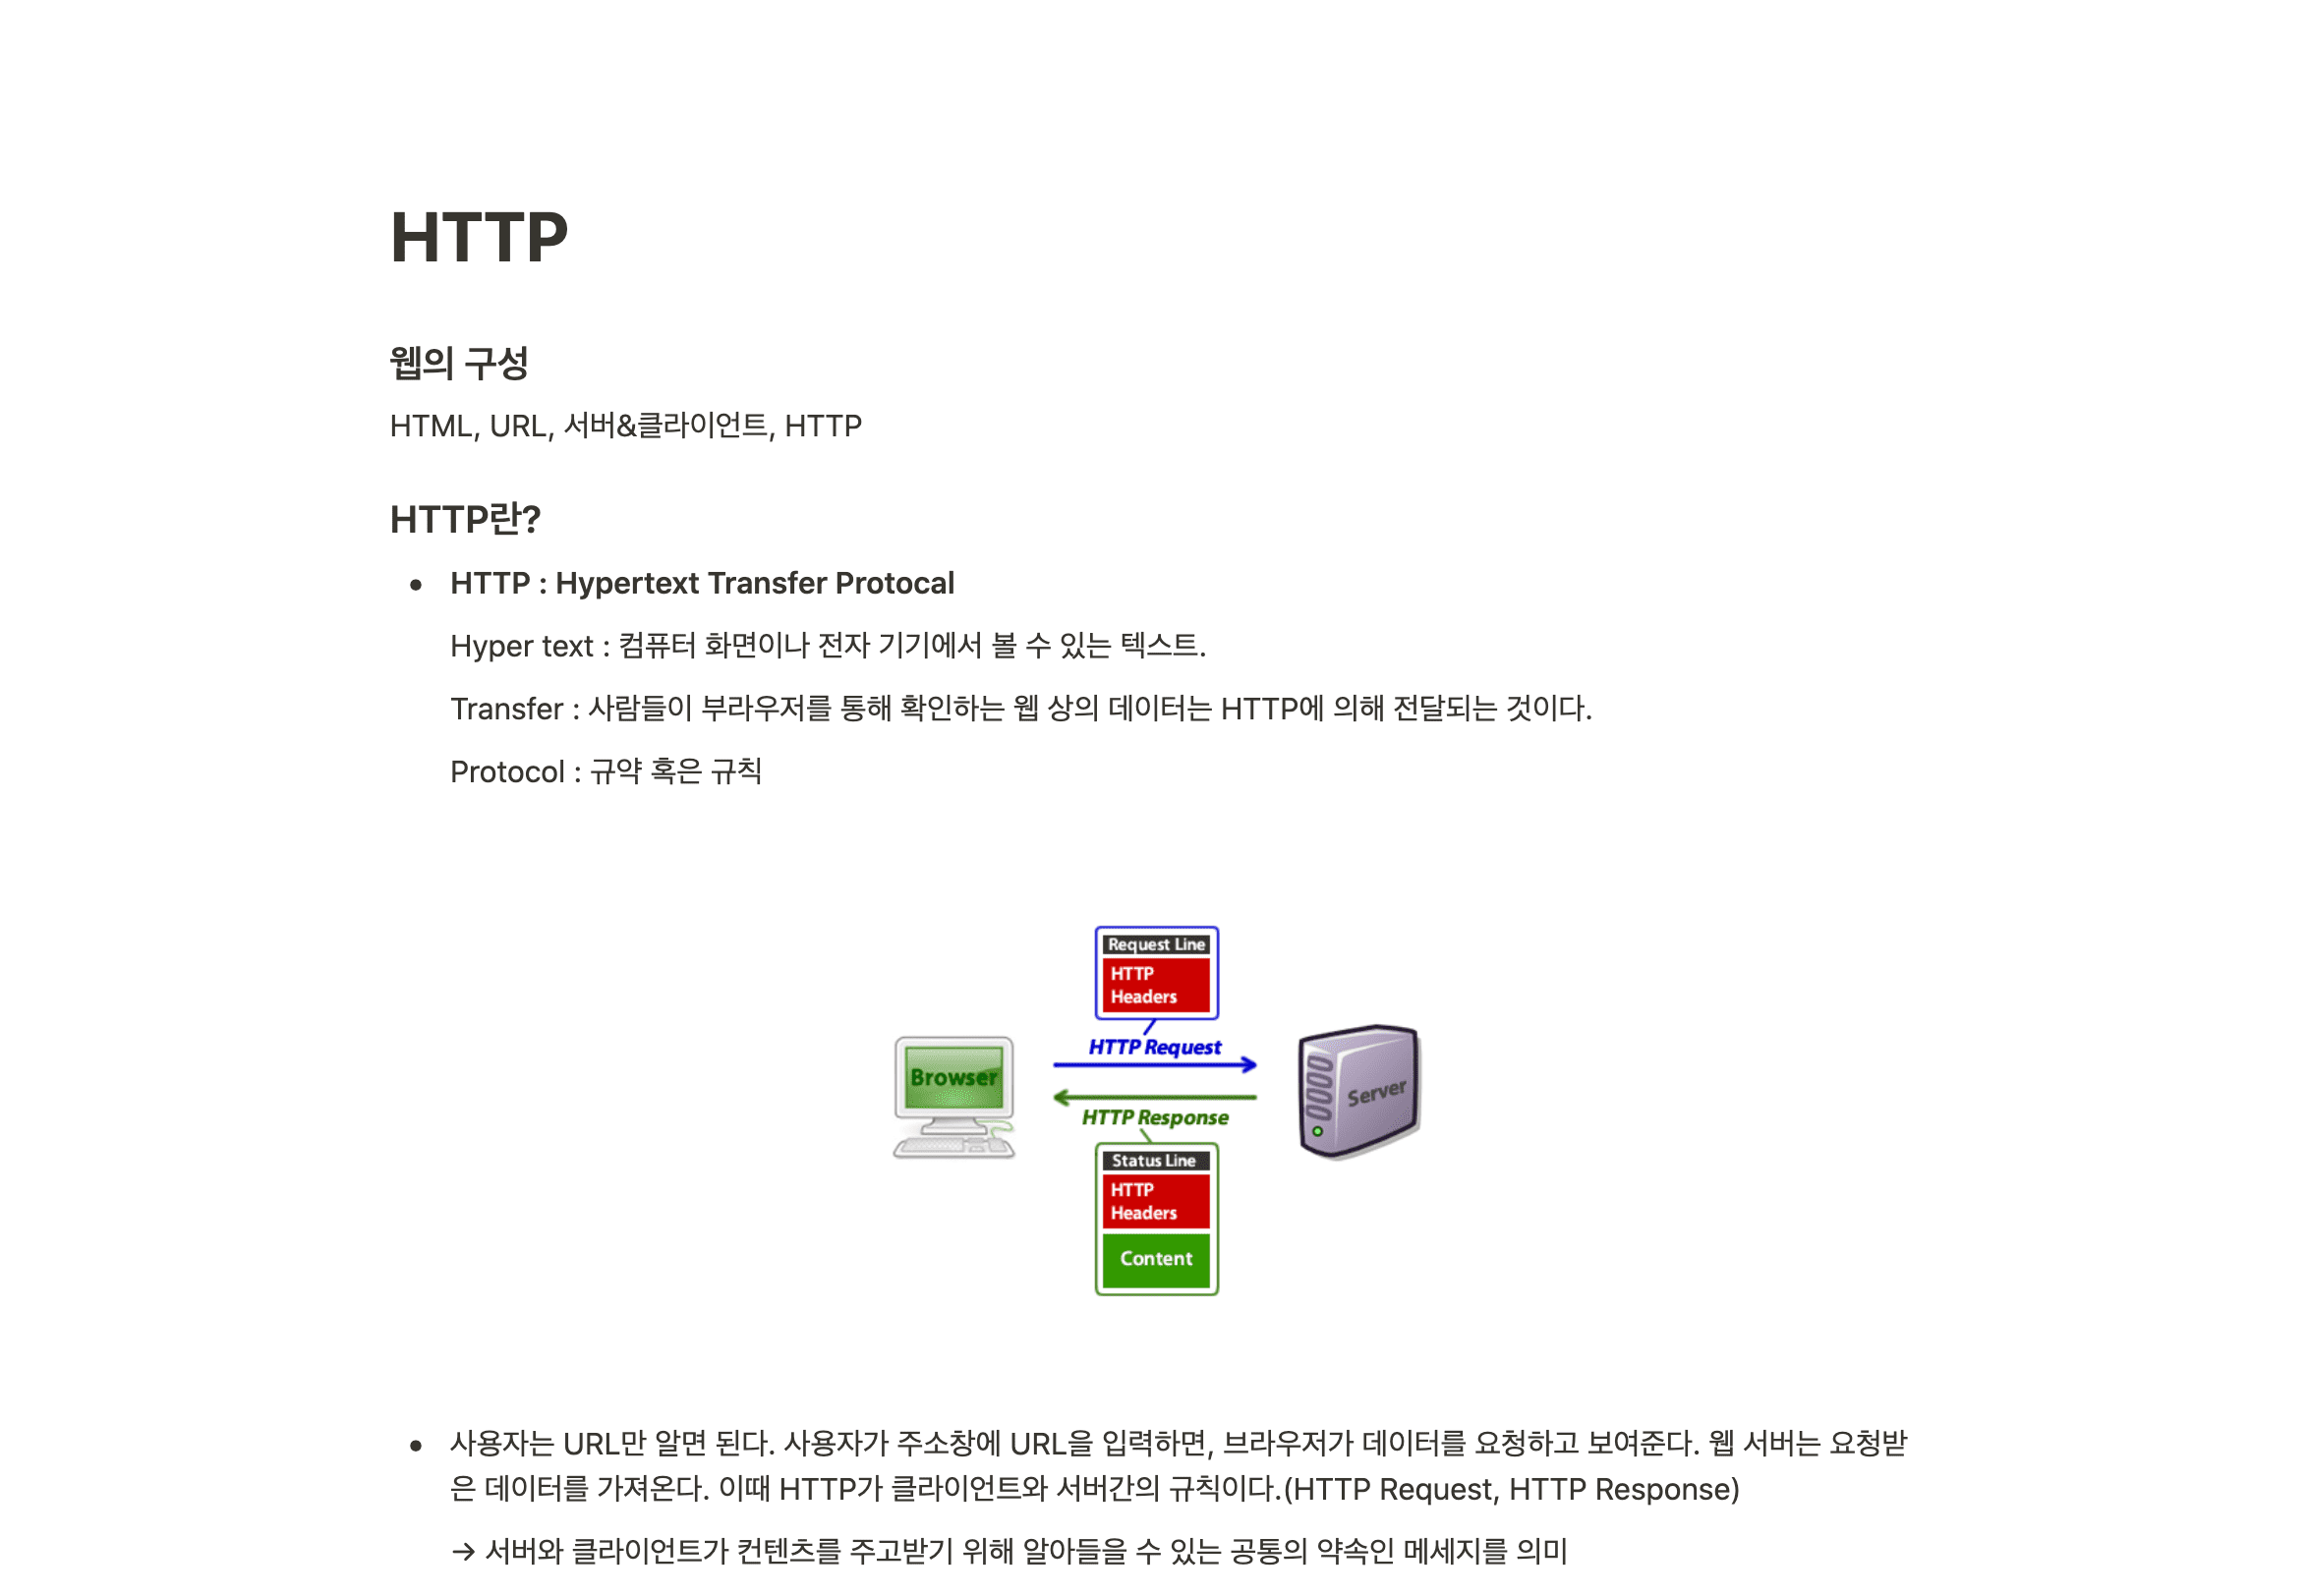 HTTP
웹의 구성
HTML, URL, 서버&클라이언트, HTTP
HTTP란?
• HTTP : Hypertext Transfer Protocal
Hyper text : 컴퓨터 화면이나 전자 기기에서 볼 수 있는 텍스트.
Transfer : 사람들이 부라우저를 통해 확인하는 웹 상의 데이터는 HTTP에 의해 전달되는 것이다.
Protocol : 규약 혹은 규칙
Request Line
HTTP
Headers
HTTP Request
Browser
Server
HTTP Response
Status Line
HTTP
Headers
Content
• 사용자는 URL만 알면 된다. 사용자가 주소창에 URL을 입력하면, 브라우저가 데이터를 요청하고 보여준다. 웹 서버는 요청받
은 데이터를 가져온다. 이때 HTTP가 클라이언트와 서버간의 규칙이다.(HTTP Request, HTTP Response)
→ 서버와 클라이언트가 컨텐츠를 주고받기 위해 알아들을 수 있는 공통의 약속인 메세지를 의미